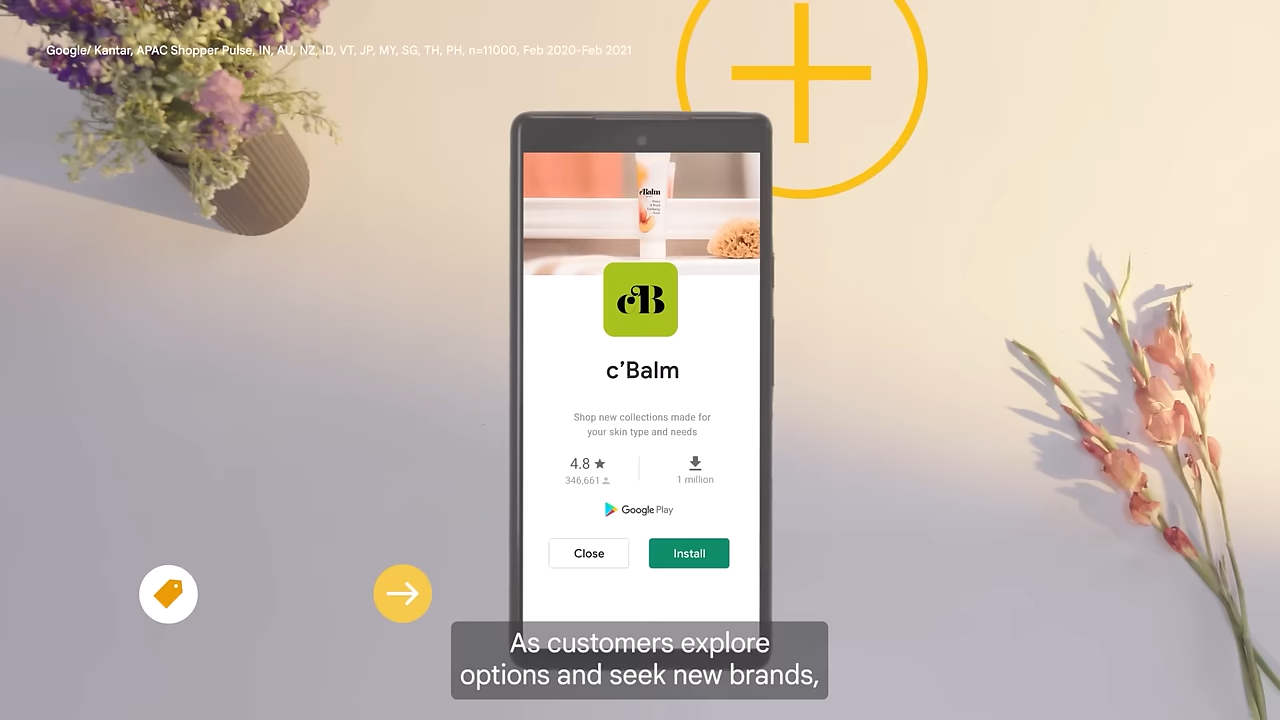 Google/ Kantar, APAC Shopper Pulse, IN, AU, NZ, ID, VT, JP, MY, SG, TH, PH, n=11000, Feb 2020-Feb 2021
c'Balm
cB
c’Balm
Shop new collections made for
your skin type and needs
4.8
346,661
1 million
Google Play
Close
Install
As customers explore
options and seek new brands,